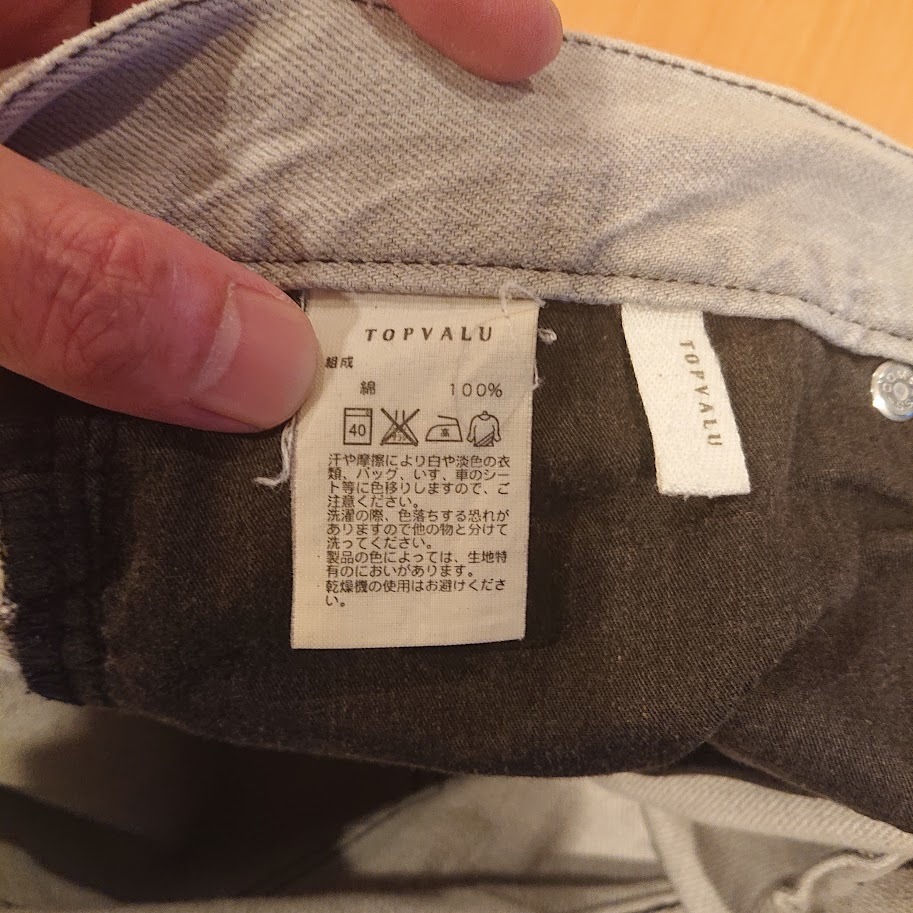 TOPVALU
組成
綿 100%
40
高
汗や摩擦により白や淡色の衣
類、バッグ、いす、車のシー
ト等に色移りしますので、ご
注意ください。
洗濯の際、色落ちする恐れが
ありますので他の物と分けて
洗ってください。
製品の色によっては、生地特
有のにおいがあります。
乾燥機の使用はお避けくださ
い。
TOPVALU